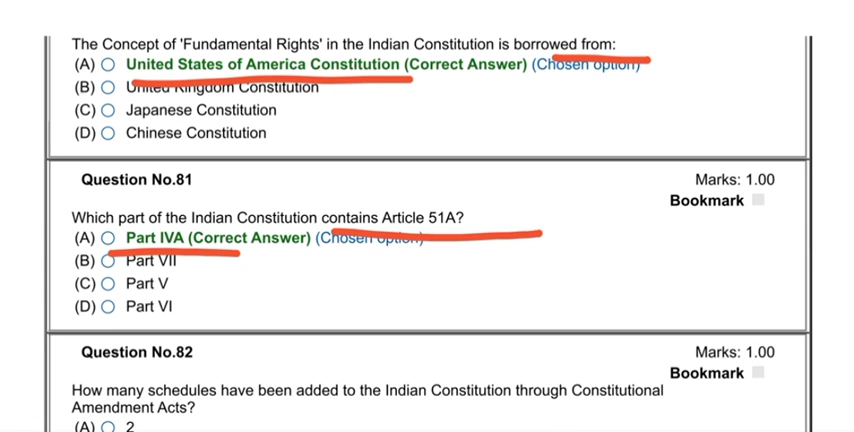 The Concept of 'Fundamental Rights' in the Indian Constitution is borrowed from:
(A) United States of America Constitution (Correct Answer) (Chosen option)
(B) United Kingdom Constitution
(C) Japanese Constitution
(D) Chinese Constitution
Question No.81 Marks: 1.00
Bookmark
Which part of the Indian Constitution contains Article 51A?
(A) Part IVA (Correct Answer) (Chosen option)
(B) Part VII
(C) Part V
(D) Part VI
Question No.82 Marks: 1.00
Bookmark
How many schedules have been added to the Indian Constitution through Constitutional
Amendment Acts?
(A) 2